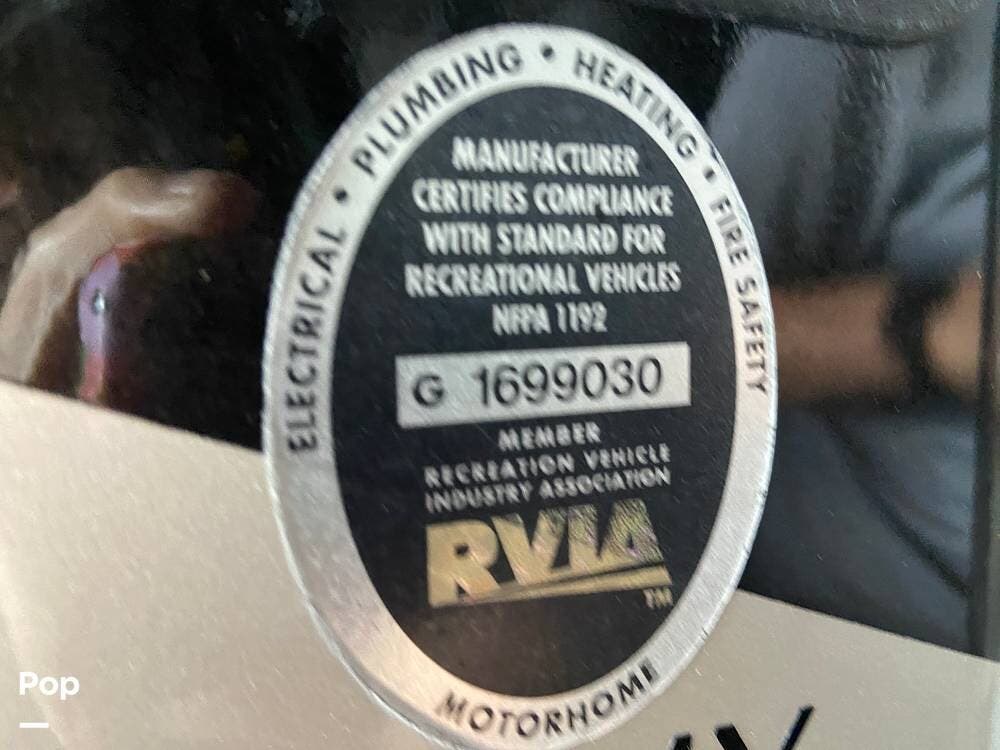 ELECTRICAL • PLUMBING • HEATING • FIRE SAFETY
MANUFACTURER
CERTIFIES COMPLIANCE
WITH STANDARD FOR
RECREATIONAL VEHICLES
NFPA 1192
G 1699030
MEMBER
RECREATION VEHICLE
INDUSTRY ASSOCIATION
RVIA
TM
MOTORHOME
Pop